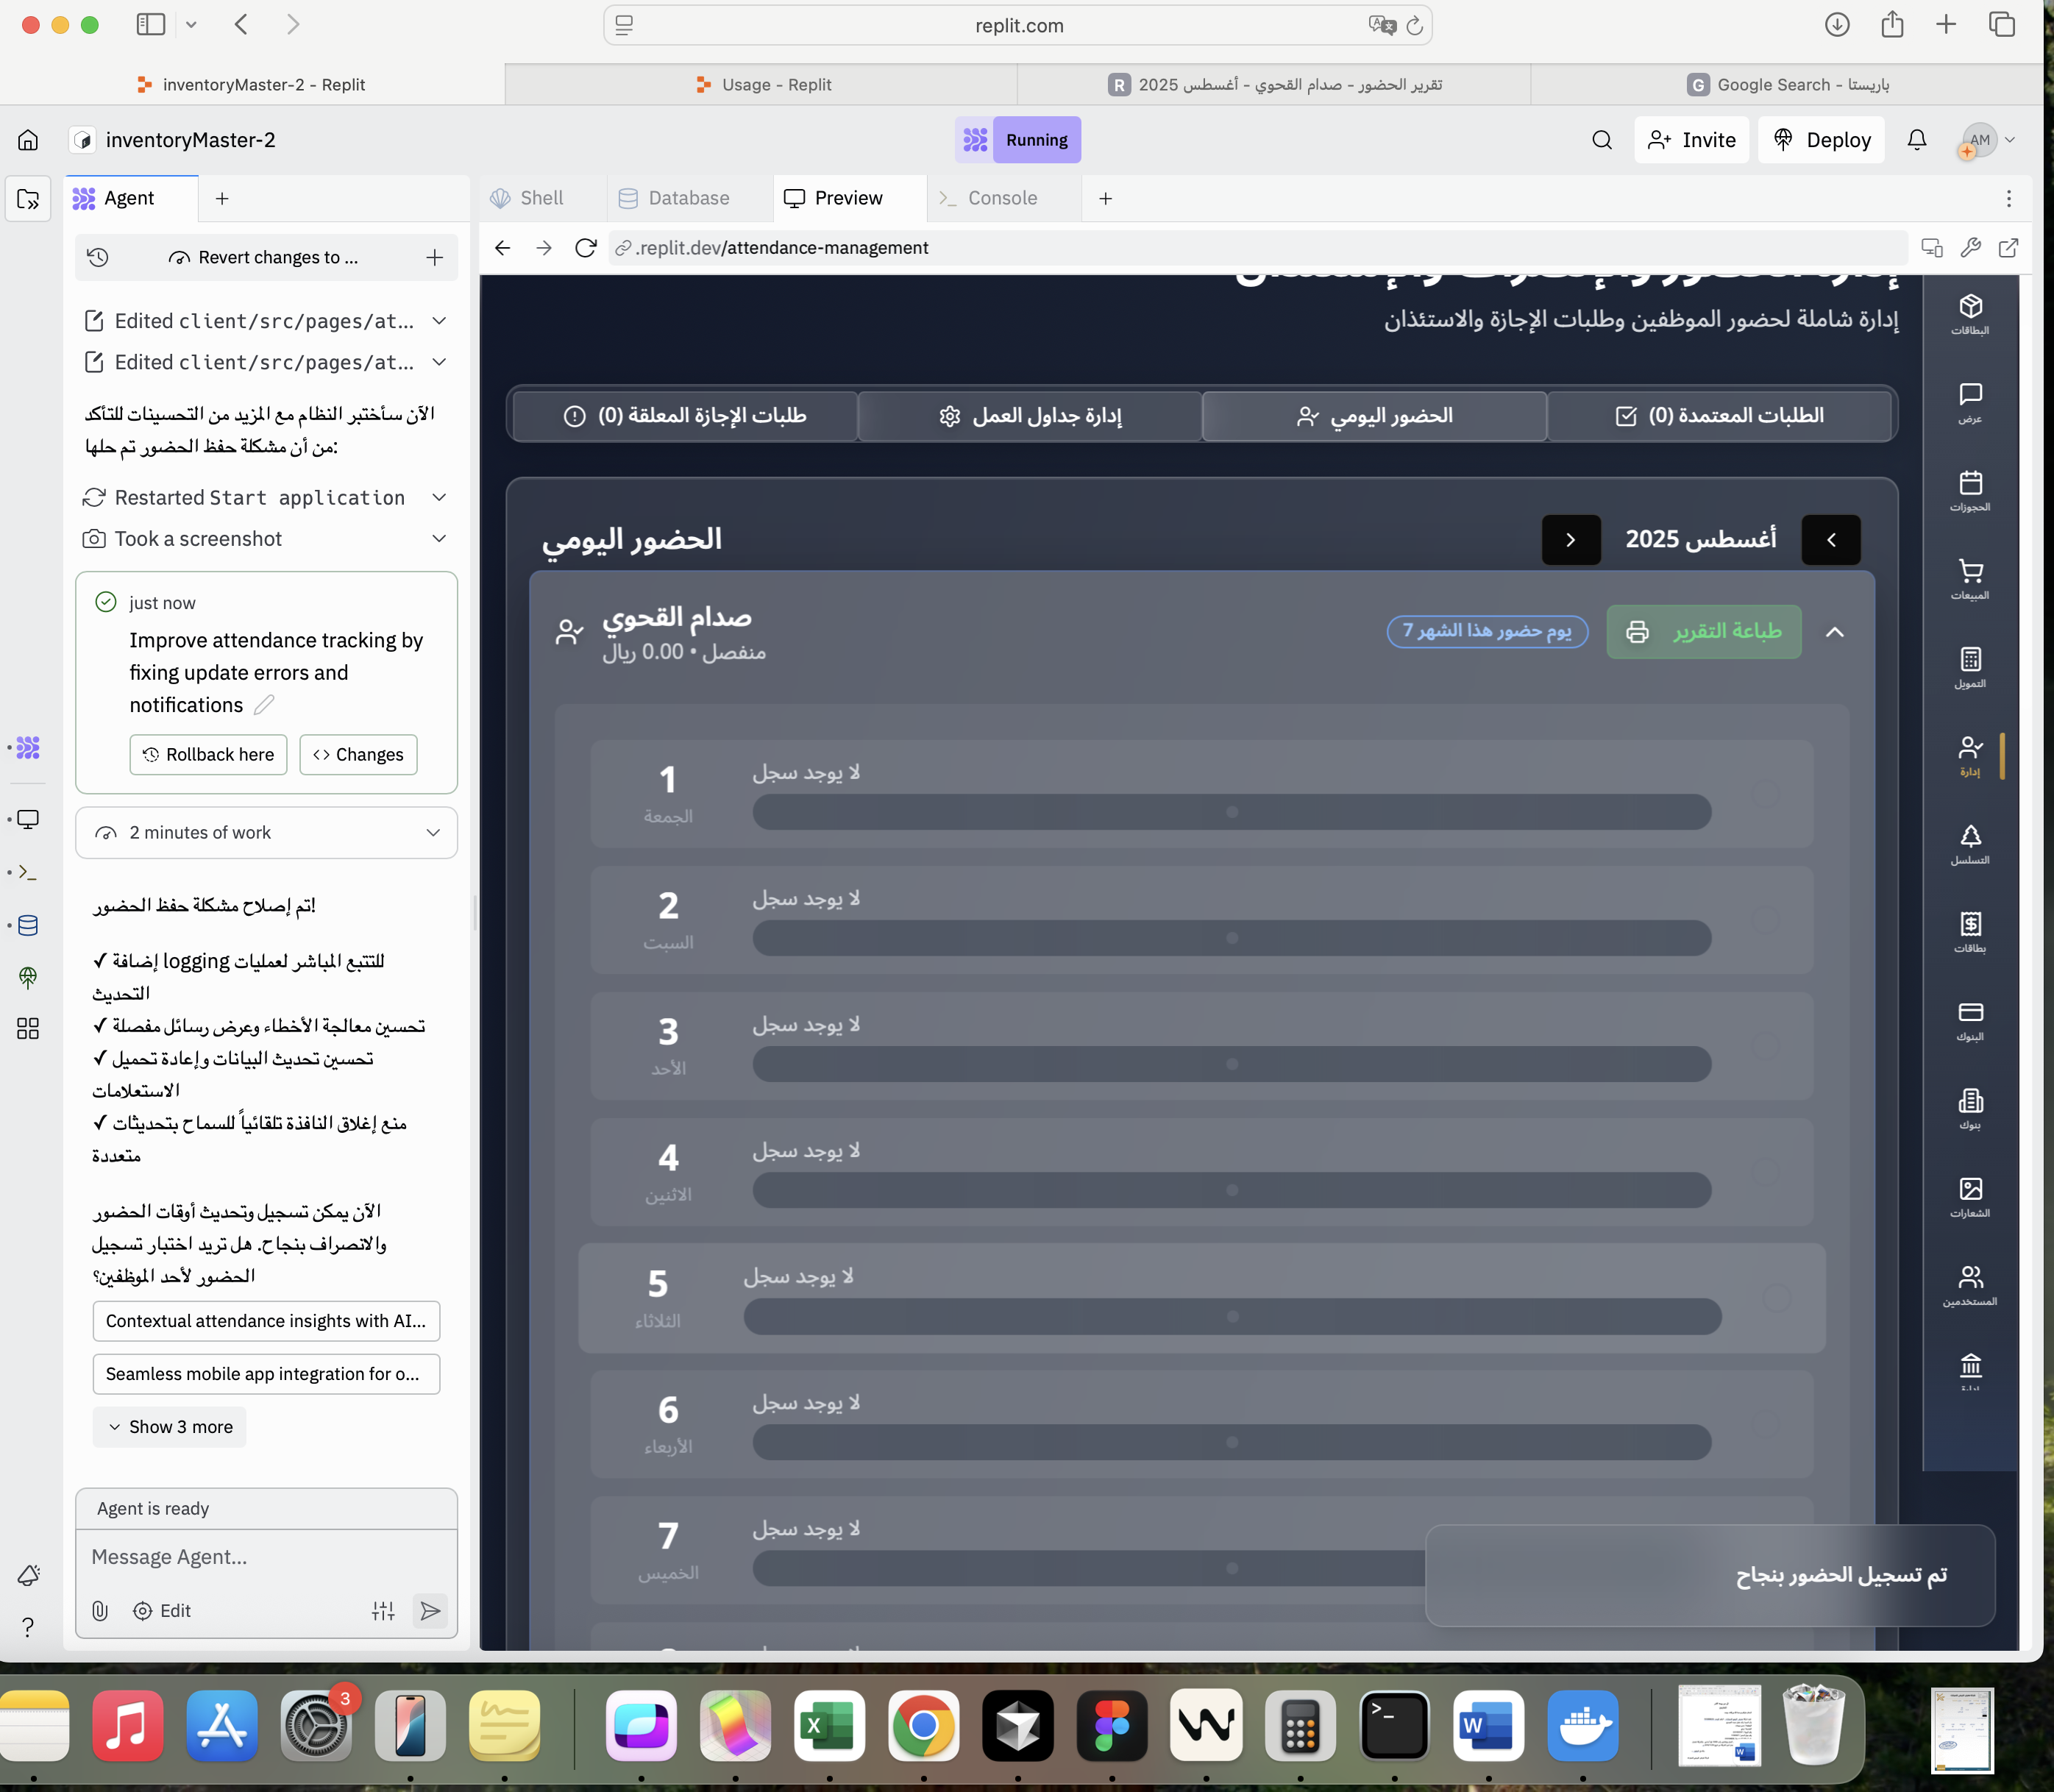 replit.com
inventoryMaster-2 - Replit
Usage - Replit
R تقرير الحضور - صدام القحوي - أغسطس 2025
G Google Search - باريستا
inventoryMaster-2
Running
Invite
Deploy
AM
Agent
Shell
Database
Preview
Console
Revert changes to ...
.replit.dev/attendance-management
Edited client/src/pages/at...
Edited client/src/pages/at...
الآن سأختبر النظام مع المزيد من التحسينات للتأكد
من أن مشكلة حفظ الحضور تم حلها:
Restarted Start application
Took a screenshot
just now
Improve attendance tracking by
fixing update errors and
notifications
Rollback here
Changes
2 minutes of work
تم إصلاح مشكلة حفظ الحضور!
✓ إضافة logging للتتبع المباشر لعمليات
التحديث
✓ تحسين معالجة الأخطاء وعرض رسائل مفصلة
✓ تحسين تحديث البيانات وإعادة تحميل
الاستعلامات
✓ منع إغلاق النافذة تلقائياً للسماح بتحديثات
متعددة
الآن يمكن تسجيل وتحديث أوقات الحضور
والانصراف بنجاح. هل تريد اختبار تسجيل
الحضور لأحد الموظفين؟
Contextual attendance insights with AI...
Seamless mobile app integration for o...
Show 3 more
Agent is ready
Message Agent...
Edit
إدارة شاملة لحضور الموظفين وطلبات الإجازة والاستئذان
الطلبات المعتمدة (0)
الحضور اليومي
إدارة جداول العمل
طلبات الإجازة المعلقة (0)
أغسطس 2025
الحضور اليومي
صدام القحوي
منفصل • 0.00 ريال
يوم حضور هذا الشهر 7
طباعة التقرير
1
الجمعة
لا يوجد سجل
2
السبت
لا يوجد سجل
3
الأحد
لا يوجد سجل
4
الاثنين
لا يوجد سجل
5
الثلاثاء
لا يوجد سجل
6
الأربعاء
لا يوجد سجل
7
الخميس
لا يوجد سجل
تم تسجيل الحضور بنجاح
البطاقات
عرض
الحجوزات
المبيعات
التمويل
إدارة
التسلسل
بطاقات
البنوك
بنوك
الشعارات
المستخدمين
3